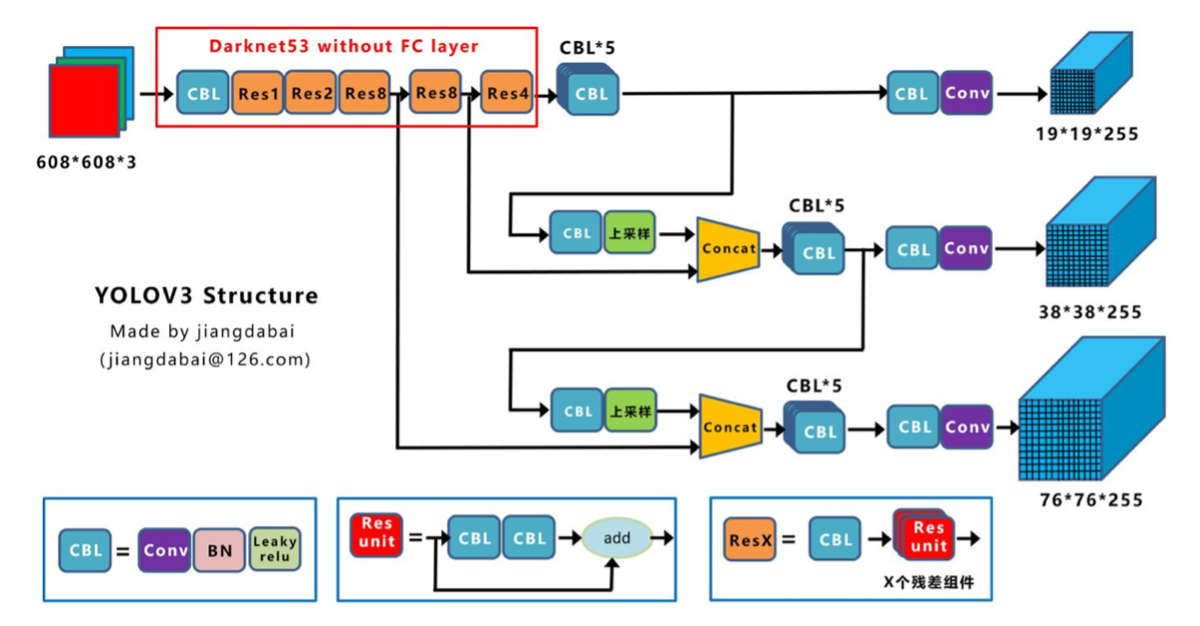 Darknet53 without FC layer
CBL*5
CBL Res1 Res2 Res8 Res8 Res4 CBL CBL Conv
608*608*3
19*19*255
CBL*5
CBL 上采样 Concat CBL CBL Conv
38*38*255
YOLOV3 Structure
Made by jiangdabai
(jiangdabai@126.com)
CBL*5
CBL 上采样 Concat CBL CBL Conv
76*76*255
CBL = Conv BN Leaky relu
Res unit = CBL CBL add
ResX = CBL Res unit
X个残差组件